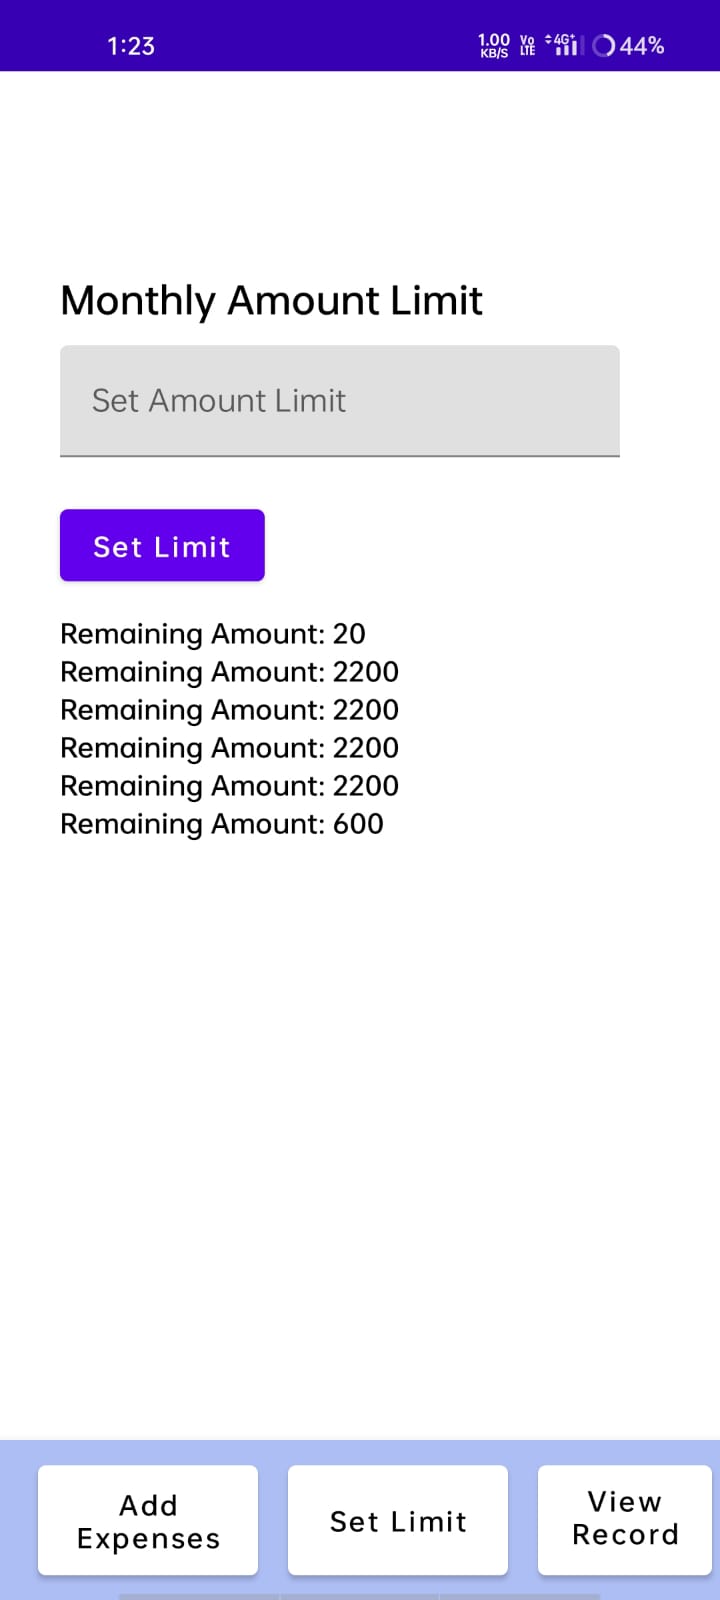 1:23
1.00 KB/S Vo LTE 4G+ 44%
Monthly Amount Limit
Set Amount Limit
Set Limit
Remaining Amount: 20
Remaining Amount: 2200
Remaining Amount: 2200
Remaining Amount: 2200
Remaining Amount: 2200
Remaining Amount: 600
Add
Expenses
Set Limit
View
Record